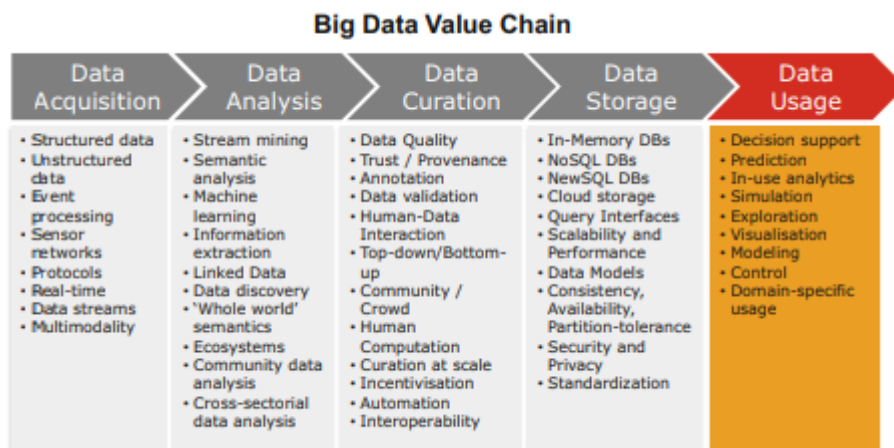 Big Data Value Chain
Data
Acquisition
Data
Analysis
Data
Curation
Data
Storage
Data
Usage
• Structured data
• Unstructured
data
• Event
processing
• Sensor
networks
• Protocols
• Real-time
• Data streams
• Multimodality
• Stream mining
• Semantic
analysis
• Machine
learning
• Information
extraction
• Linked Data
• Data discovery
• ‘Whole world’
semantics
• Ecosystems
• Community data
analysis
• Cross-sectorial
data analysis
• Data Quality
• Trust / Provenance
• Annotation
• Data validation
• Human-Data
Interaction
• Top-down/Bottom-
up
• Community /
Crowd
• Human
Computation
• Curation at scale
• Incentivisation
• Automation
• Interoperability
• In-Memory DBs
• NoSQL DBs
• NewSQL DBs
• Cloud storage
• Query Interfaces
• Scalability and
Performance
• Data Models
• Consistency,
Availability,
Partition-tolerance
• Security and
Privacy
• Standardization
• Decision support
• Prediction
• In-use analytics
• Simulation
• Exploration
• Visualisation
• Modeling
• Control
• Domain-specific
usage